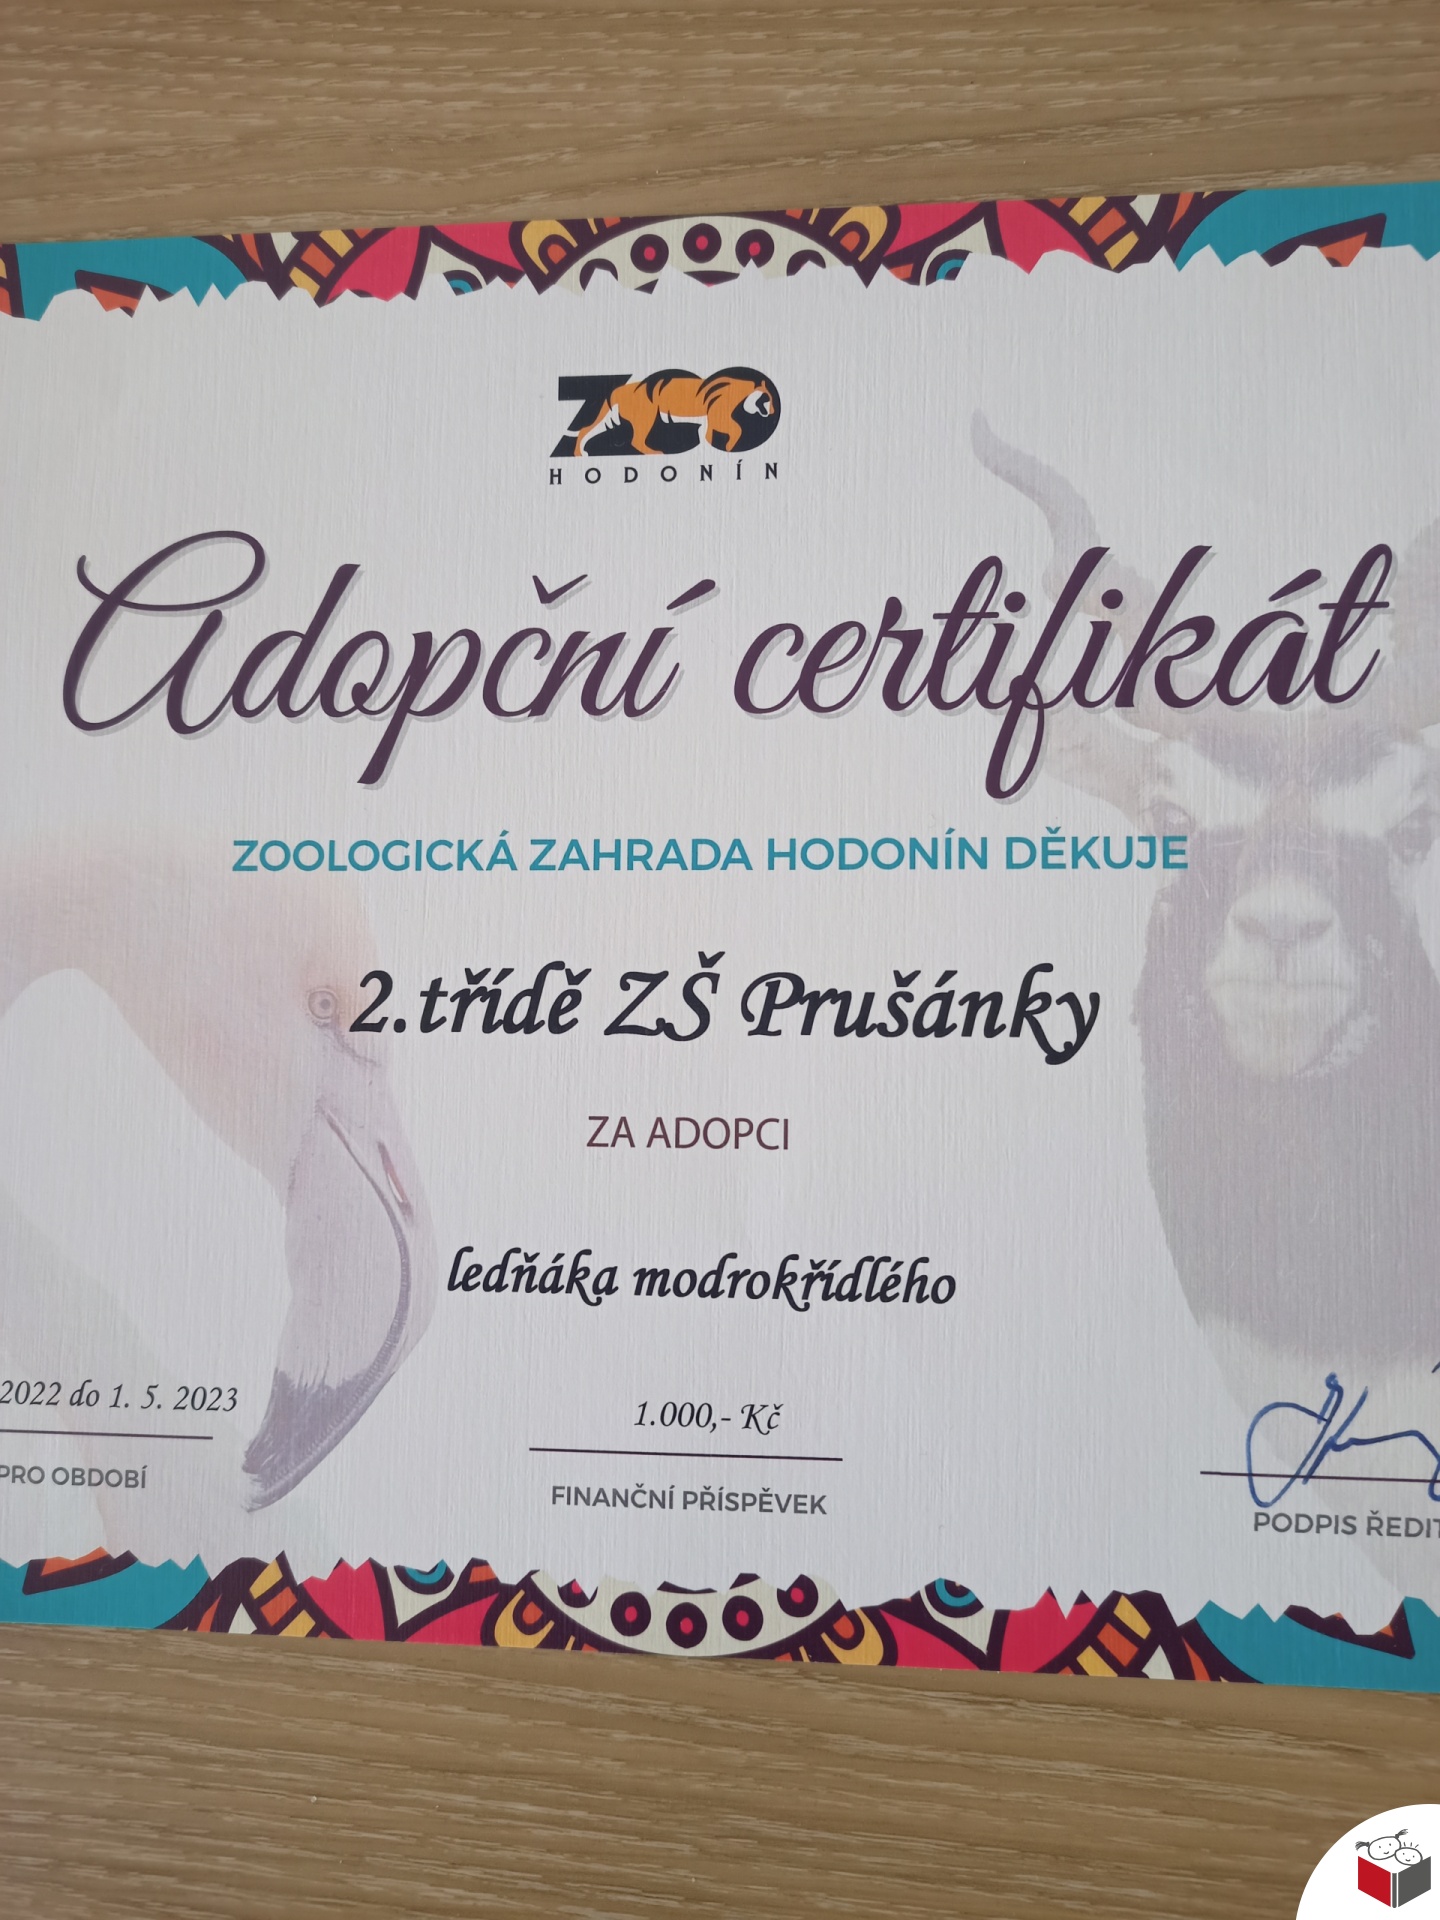 ZOO
HODONÍN
Adopční certifikát
ZOOLOGICKÁ ZAHRADA HODONÍN DĚKUJE
2.třídě ZŠ Prušánky
ZA ADOPCI
ledňáka modrokřídlého
2022 do 1. 5. 2023
1.000,- Kč
PRO OBDOBÍ
FINANČNÍ PŘÍSPĚVEK
PODPIS ŘEDIT